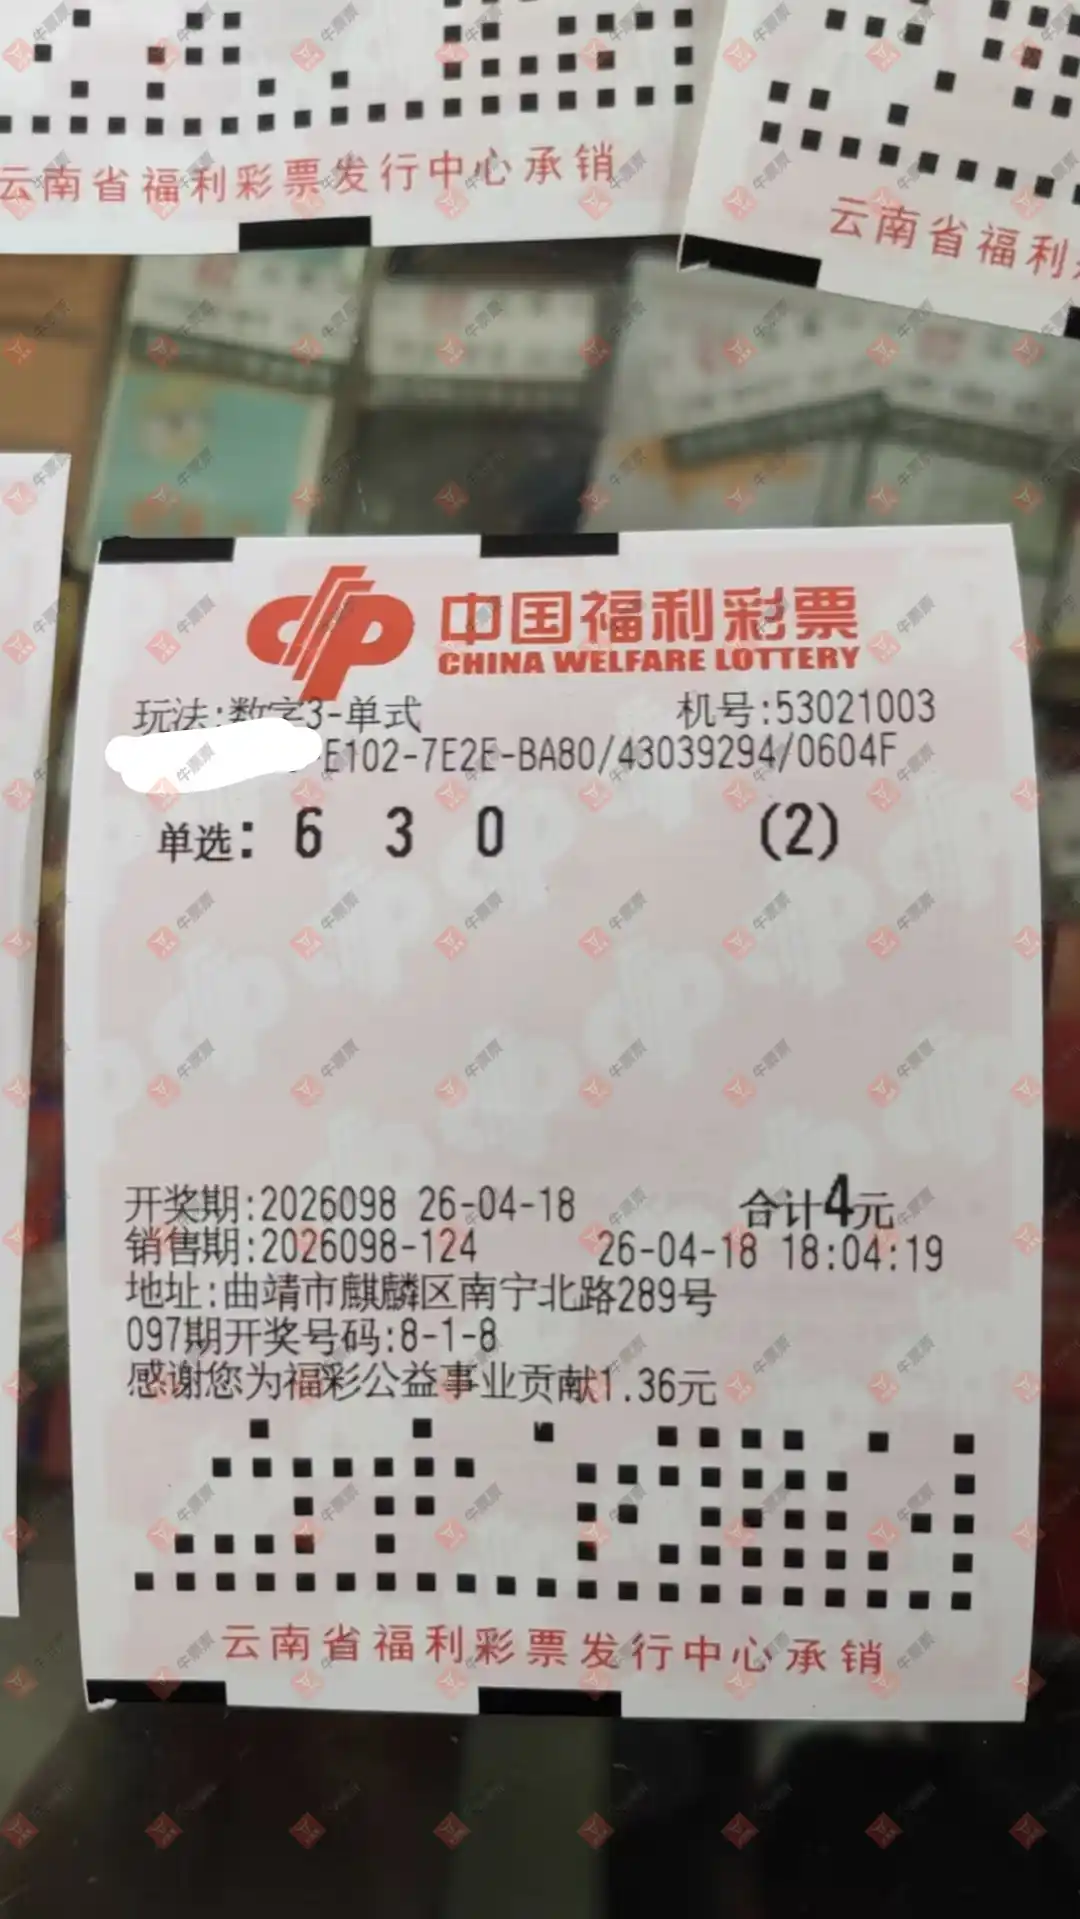 云南省福利彩票发行中心承销
云南省福利
中国福利彩票
CHINA WELFARE LOTTERY
玩法:数字3-单式 机号:53021003
-E102-7E2E-BA80/43039294/0604F
单选: 6 3 0 (2)
开奖期:2026098 26-04-18 合计4元
销售期:2026098-124 26-04-18 18:04:19
地址:曲靖市麒麟区南宁北路289号
097期开奖号码:8-1-8
感谢您为福彩公益事业贡献1.36元
云南省福利彩票发行中心承销
牛票票